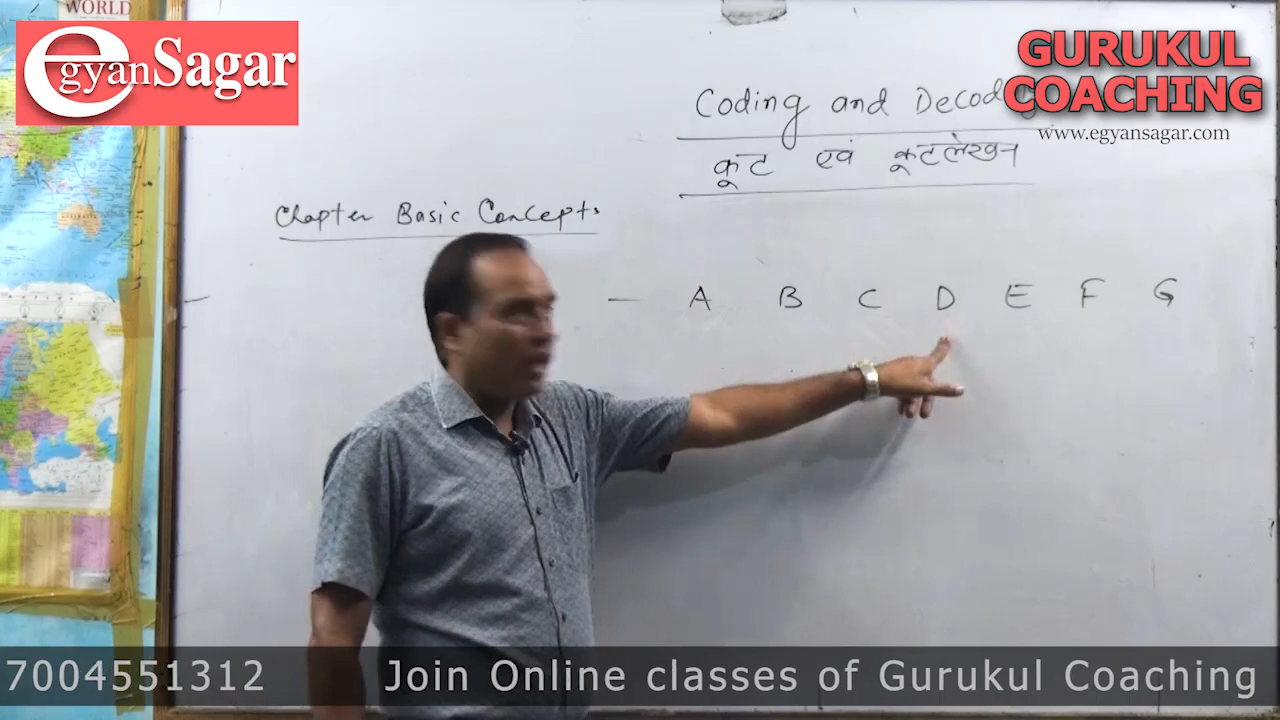 WORLD
egyanSagar
GURUKUL
COACHING
www.egyansagar.com
Coding and Decod
कूट एवं कूटलेखन
Chapter Basic Concepts
— A B C D E F G
7004551312 Join Online classes of Gurukul Coaching